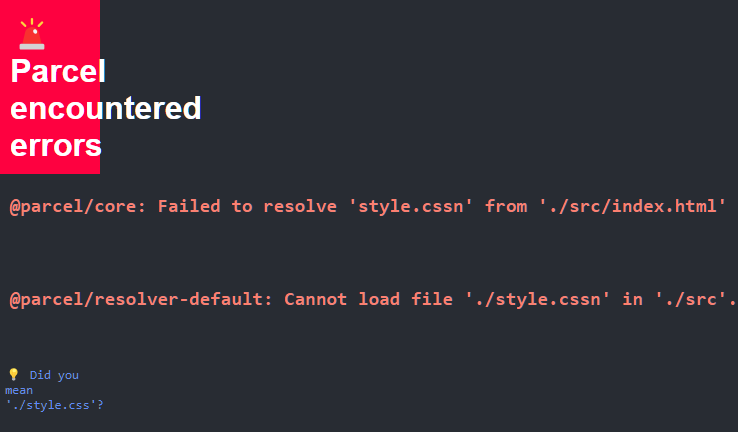 Parcel
encountered
errors
@parcel/core: Failed to resolve 'style.cssn' from './src/index.html'
@parcel/resolver-default: Cannot load file './style.cssn' in './src'.
Did you
mean
'./style.css'?